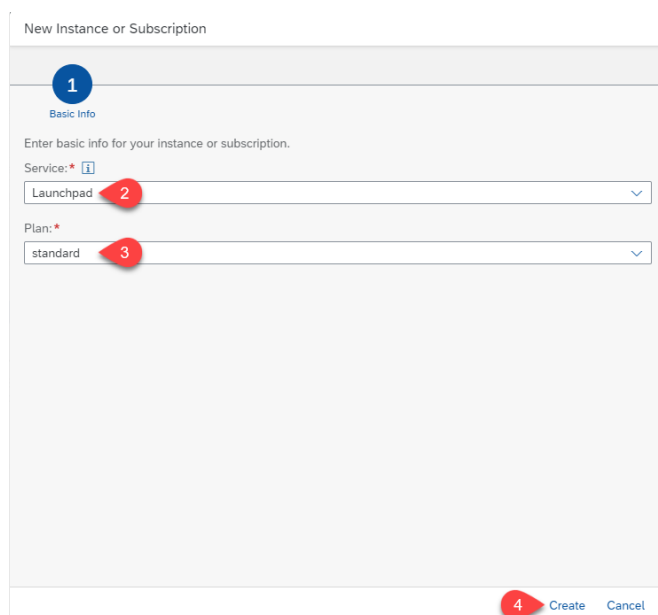 New Instance or Subscription
1
Basic Info
Enter basic info for your instance or subscription.
Service:* i
Launchpad 2
Plan:*
standard 3
4 Create Cancel